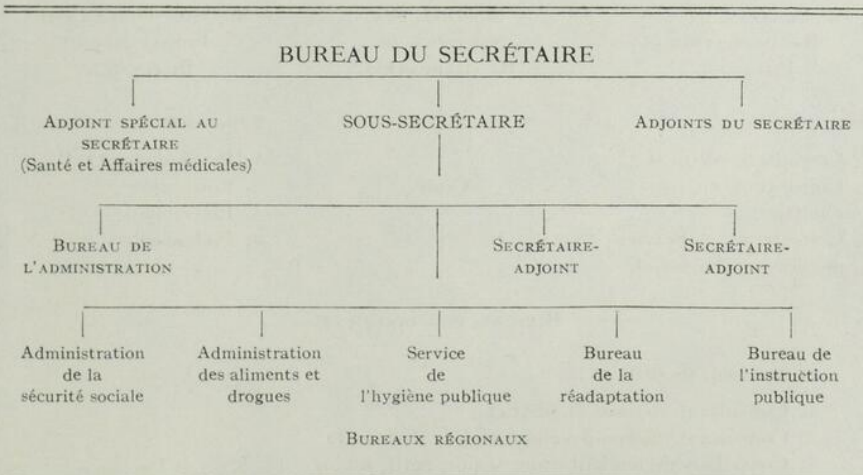 BUREAU DU SECRÉTAIRE
ADJOINT SPÉCIAL AU
SECRÉTAIRE
(Santé et Affaires médicales)
SOUS-SECRÉTAIRE
ADJOINTS DU SECRÉTAIRE
BUREAU DE
L'ADMINISTRATION
SECRÉTAIRE-
ADJOINT
SECRÉTAIRE-
ADJOINT
Administration
de la
sécurité sociale
Administration
des aliments et
drogues
Service
de
l'hygiène publique
Bureau
de la
réadaptation
Bureau de
l'instruction
publique
BUREAUX RÉGIONAUX